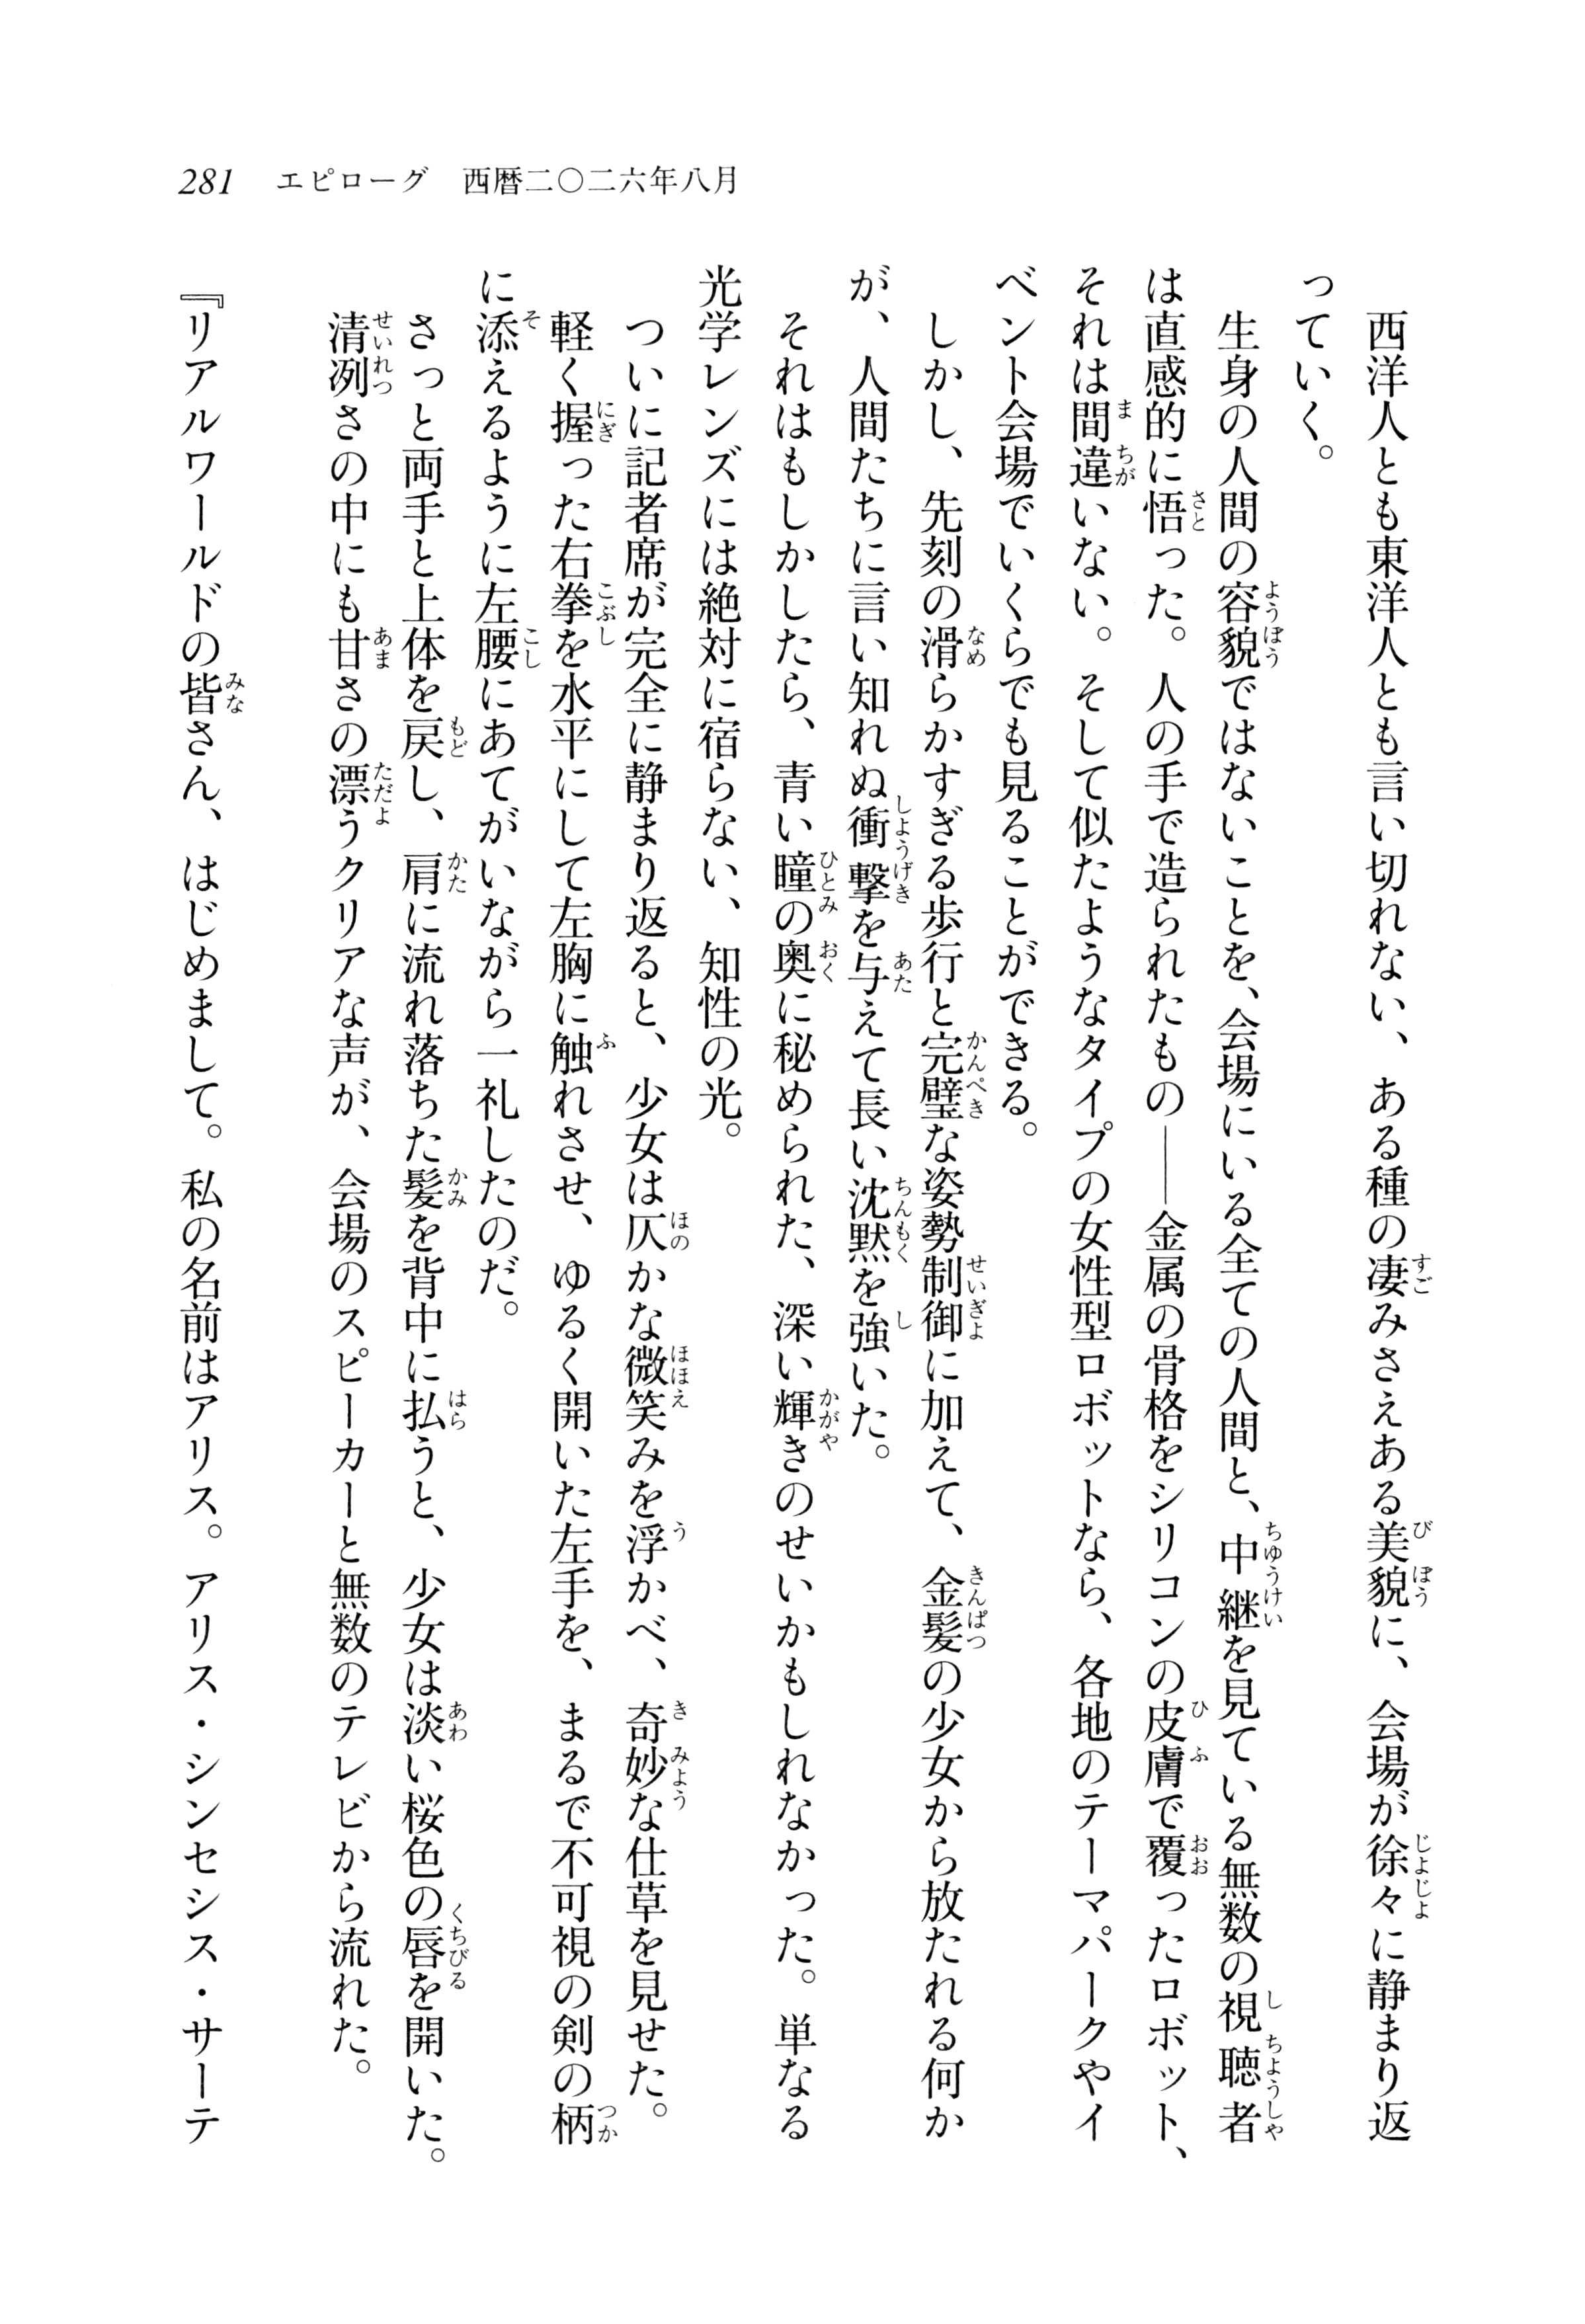 281　エピローグ　西暦二〇二六年八月
　西洋人とも東洋人とも言い切れない、ある種の凄みさえある美貌に、会場が徐々に静まり返
っていく。
　生身の人間の容貌ではないことを、会場にいる全ての人間と、中継を見ている無数の視聴者
は直感的に悟った。人の手で造られたもの――金属の骨格をシリコンの皮膚で覆ったロボット、
それは間違いない。そして似たようなタイプの女性型ロボットなら、各地のテーマパークやイ
ベント会場でいくらでも見ることができる。
　しかし、先刻の滑らかすぎる歩行と完璧な姿勢制御に加えて、金髪の少女から放たれる何か
が、人間たちに言い知れぬ衝撃を与えて長い沈黙を強いた。
　それはもしかしたら、青い瞳の奥に秘められた、深い輝きのせいかもしれなかった。単なる
光学レンズには絶対に宿らない、知性の光。
　ついに記者席が完全に静まり返ると、少女は仄かな微笑みを浮かべ、奇妙な仕草を見せた。
　軽く握った右拳を水平にして左胸に触れさせ、ゆるく開いた左手を、まるで不可視の剣の柄
に添えるように左腰にあてがいながら一礼したのだ。
　さっと両手と上体を戻し、肩に流れ落ちた髪を背中に払うと、少女は淡い桜色の唇を開いた。
　清冽さの中にも甘さの漂うクリアな声が、会場のスピーカーと無数のテレビから流れた。
『リアルワールドの皆さん、はじめまして。私の名前はアリス。アリス・シンセシス・サーテ